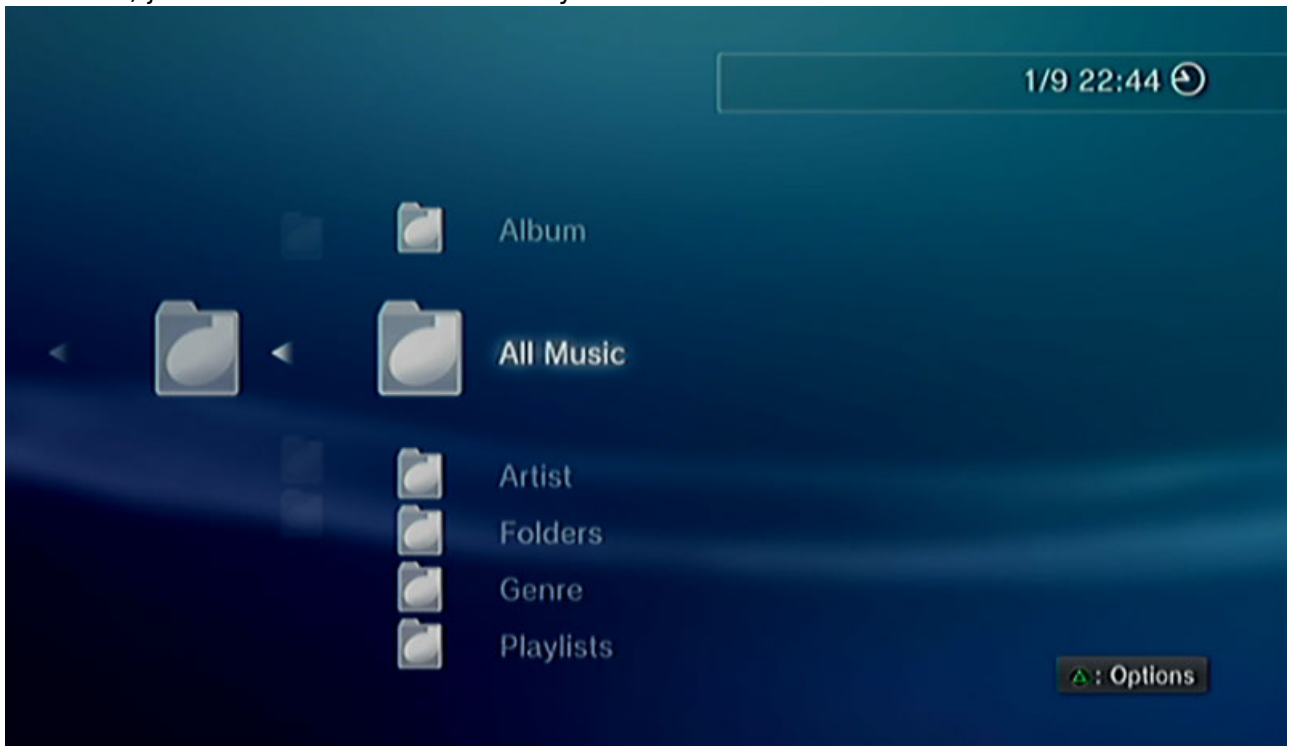 1/9 22:44
Album
All Music
Artist
Folders
Genre
Playlists
: Options